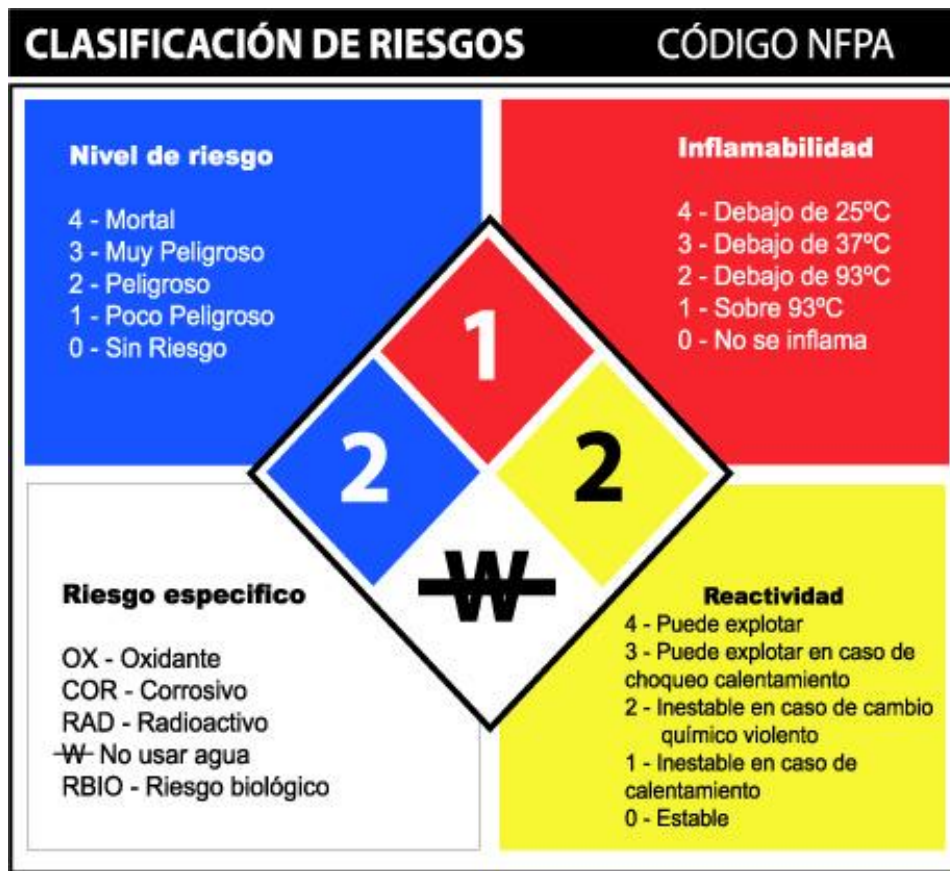 CLASIFICACIÓN DE RIESGOS CÓDIGO NFPA
Nivel de riesgo
4 - Mortal
3 - Muy Peligroso
2 - Peligroso
1 - Poco Peligroso
0 - Sin Riesgo
Inflamabilidad
4 - Debajo de 25ºC
3 - Debajo de 37ºC
2 - Debajo de 93ºC
1 - Sobre 93ºC
0 - No se inflama
1
2
2
W
Riesgo especifico
OX - Oxidante
COR - Corrosivo
RAD - Radioactivo
W No usar agua
RBIO - Riesgo biológico
Reactividad
4 - Puede explotar
3 - Puede explotar en caso de
choqueo calentamiento
2 - Inestable en caso de cambio
químico violento
1 - Inestable en caso de
calentamiento
0 - Estable